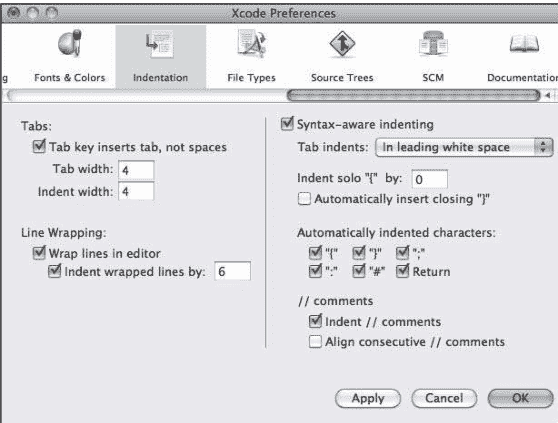 Xcode Preferences
g Fonts & Colors Indentation File Types Source Trees SCM Documentation
Tabs:
Tab key inserts tab, not spaces
Tab width: 4
Indent width: 4
Line Wrapping:
Wrap lines in editor
Indent wrapped lines by: 6
Syntax-aware indenting
Tab indents: In leading white space
Indent solo "{" by: 0
Automatically insert closing "}"
Automatically indented characters:
"{" "}" ";"
":" "#" Return
// comments
Indent // comments
Align consecutive // comments
Apply Cancel OK